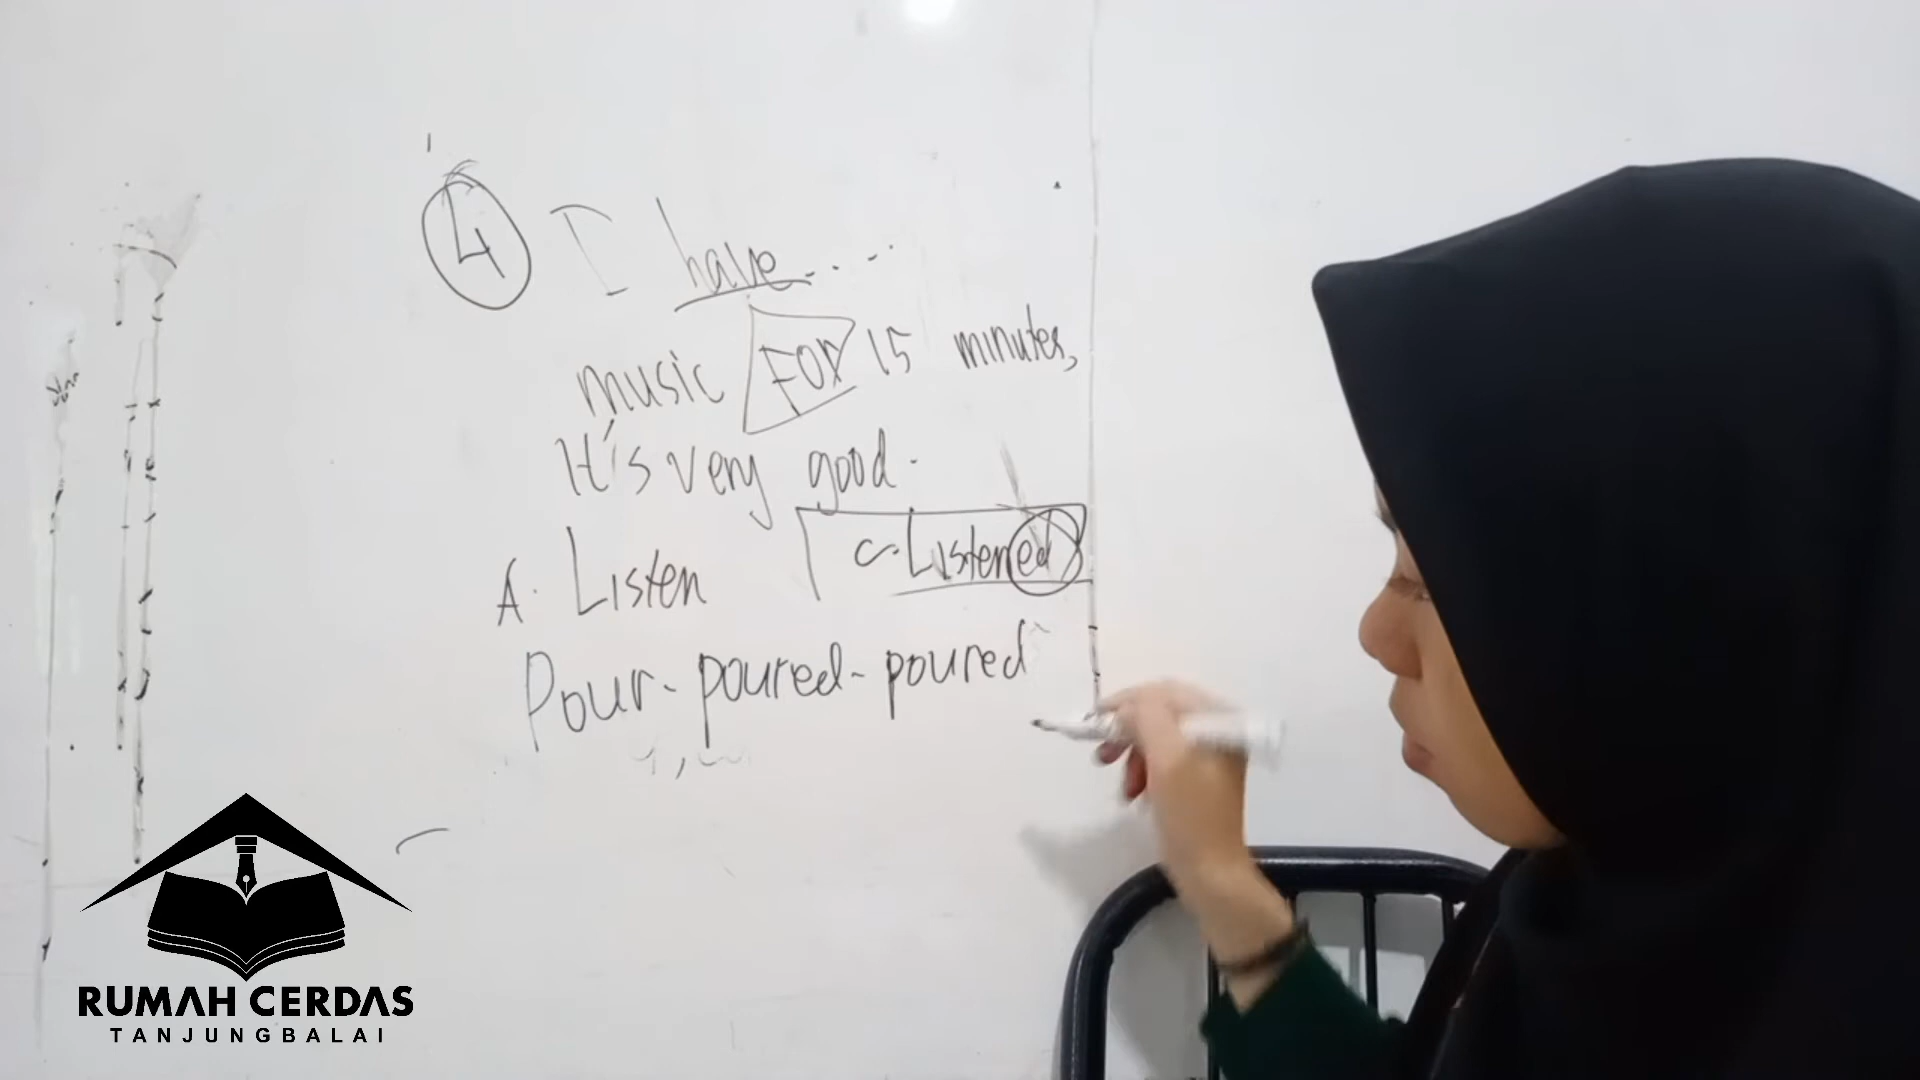 4 I have.....
music FOR 15 minutes,
It's very good.
A. Listen C. Listened
Pour - poured - poured
RUMAH CERDAS
TANJUNGBALAI